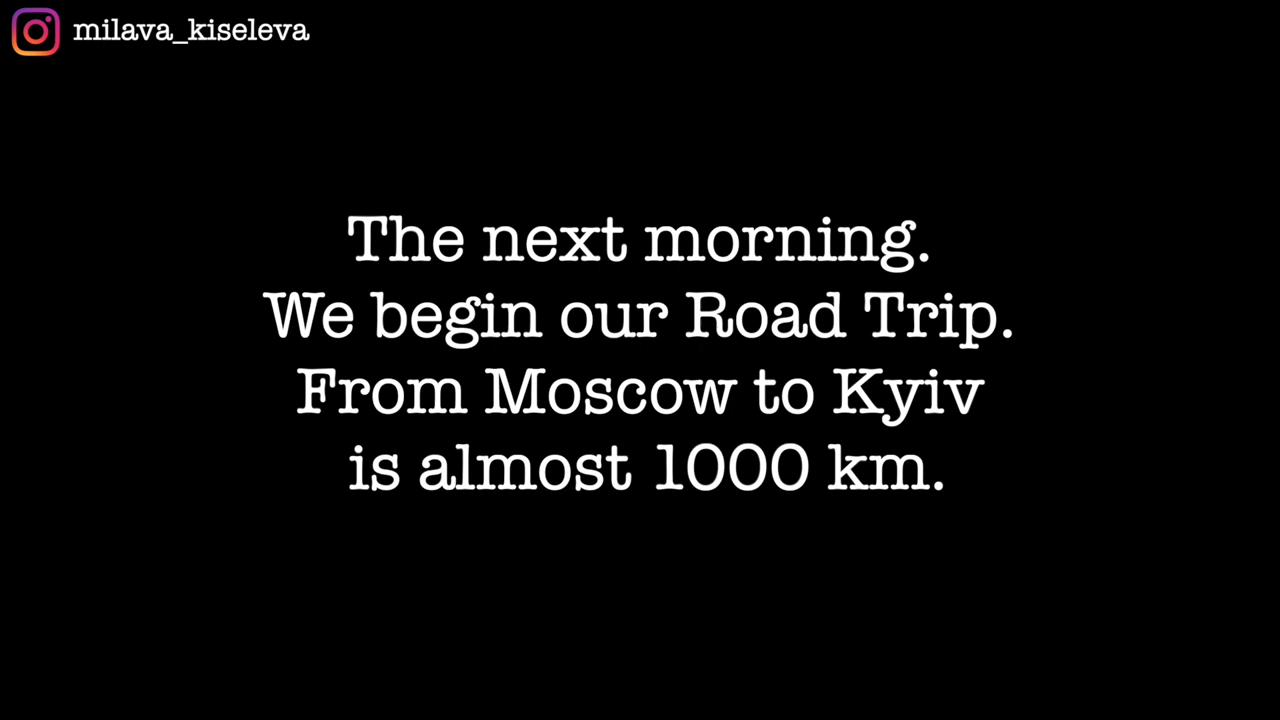 milava_kiseleva
The next morning.
We begin our Road Trip.
From Moscow to Kyiv
is almost 1000 km.